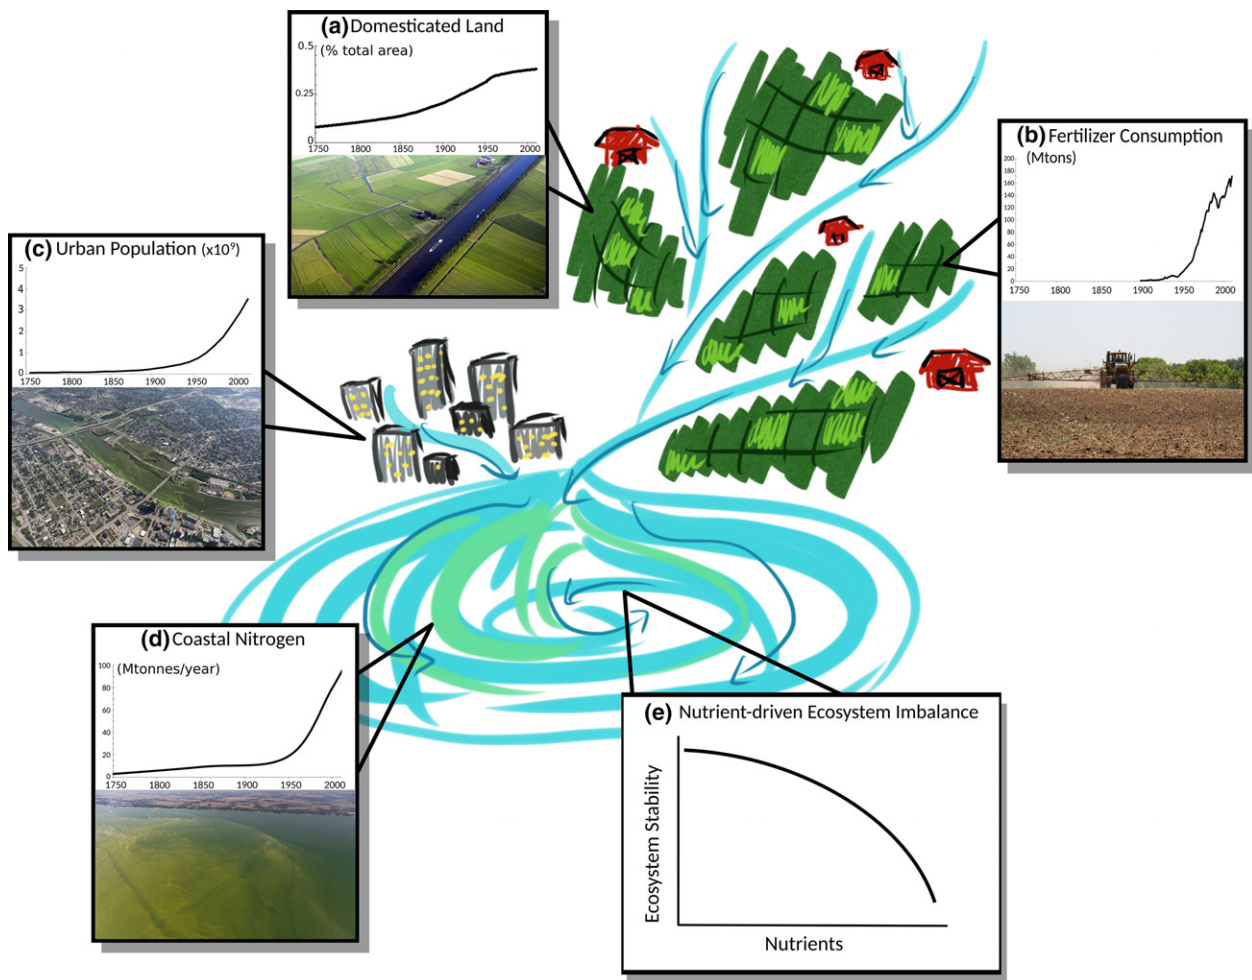 (a) Domesticated Land
(% total area)
0.5
0.25
0
1750 1800 1850 1900 1950 2000
(b) Fertilizer Consumption
(Mtons)
200
180
160
140
120
100
80
60
40
20
0
1750 1800 1850 1900 1950 2000
(c) Urban Population (x10⁹)
5
4
3
2
1
0
1750 1800 1850 1900 1960 2010
(d) Coastal Nitrogen
(Mtonnes/year)
100
80
60
40
20
0
1750 1800 1850 1900 1950 2000
(e) Nutrient-driven Ecosystem Imbalance
Ecosystem Stability
Nutrients